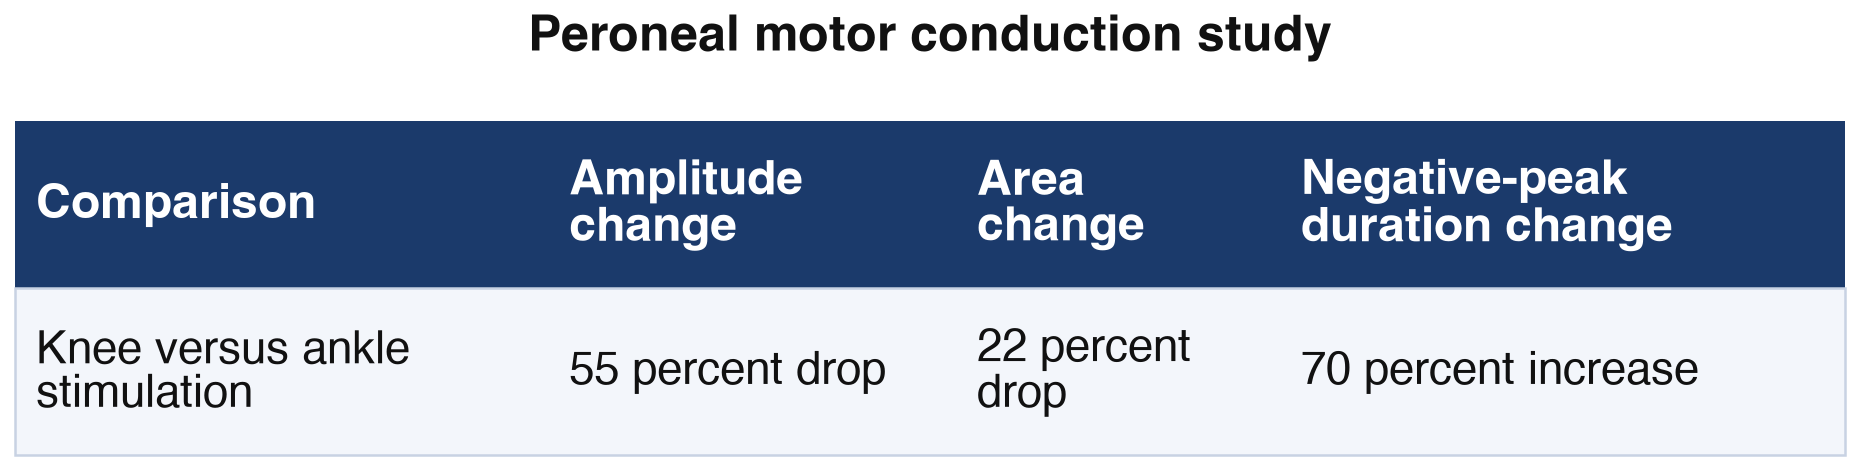 Peroneal motor conduction study
Comparison
Amplitude
change
Area
change
Negative-peak
duration change
Knee versus ankle
stimulation
55 percent drop
22 percent
drop
70 percent increase